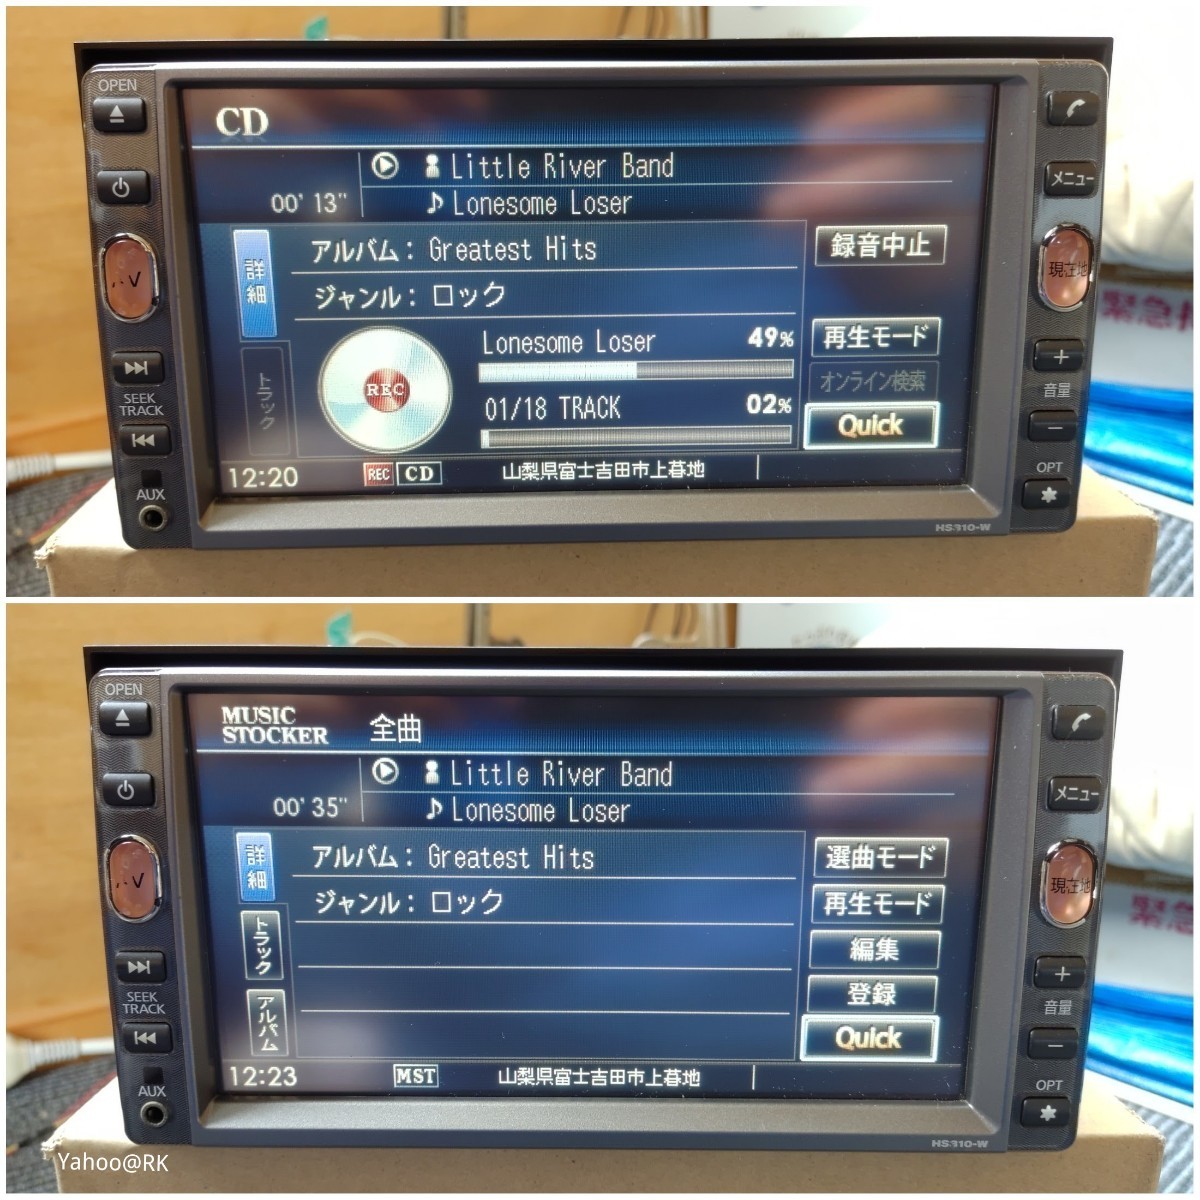 OPEN
CD
メニュー
00' 13"
Little River Band
Lonesome Loser
詳細
アルバム： Greatest Hits
録音中止
現在地
ジャンル： ロック
トラック
REC
Lonesome Loser 49%
再生モード
オンライン検索
01/18 TRACK 02%
Quick
SEEK
TRACK
音量
12:20
REC CD
山梨県富士吉田市上暮地
AUX
OPT
HS310-W
OPEN
MUSIC
STOCKER
全曲
メニュー
00' 35"
Little River Band
Lonesome Loser
詳細
アルバム： Greatest Hits
選曲モード
現在地
ジャンル： ロック
再生モード
トラック
編集
SEEK
TRACK
アルバム
登録
音量
Quick
12:23
MST
山梨県富士吉田市上暮地
AUX
OPT
HS310-W
Yahoo@RK